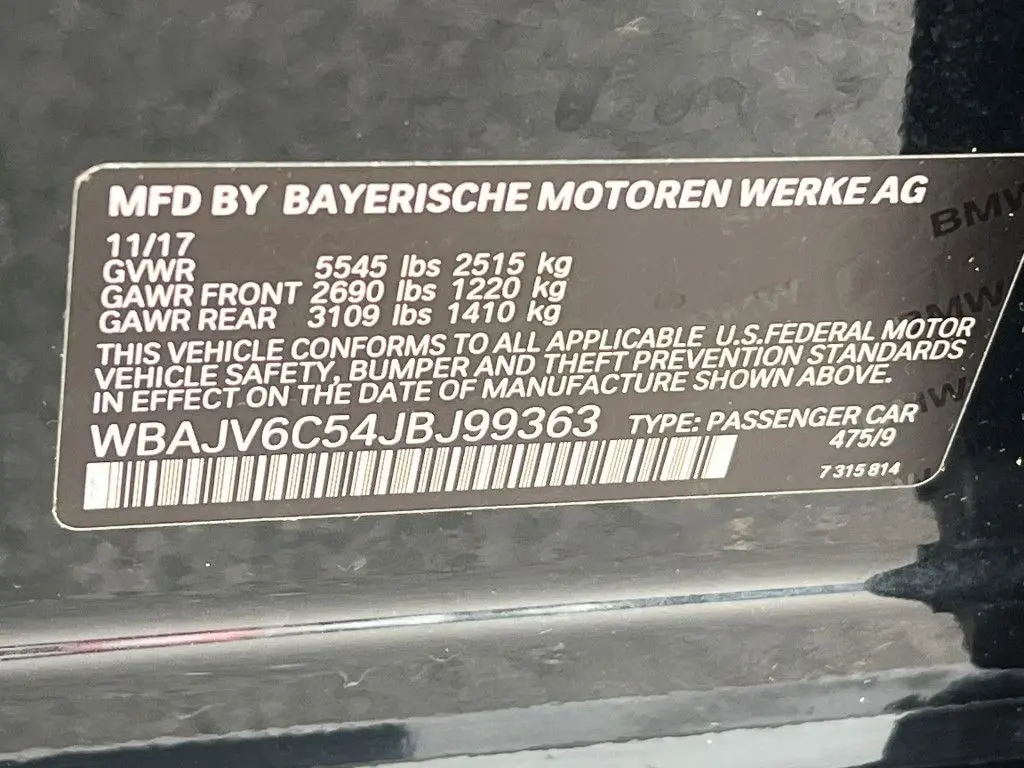 MFD BY BAYERISCHE MOTOREN WERKE AG
11/17
GVWR 5545 lbs 2515 kg
GAWR FRONT 2690 lbs 1220 kg
GAWR REAR 3109 lbs 1410 kg
THIS VEHICLE CONFORMS TO ALL APPLICABLE U.S.FEDERAL MOTOR
VEHICLE SAFETY, BUMPER AND THEFT PREVENTION STANDARDS
IN EFFECT ON THE DATE OF MANUFACTURE SHOWN ABOVE.
WBAJV6C54JBJ99363 TYPE: PASSENGER CAR
475/9
7 315 814
BMW
BMW